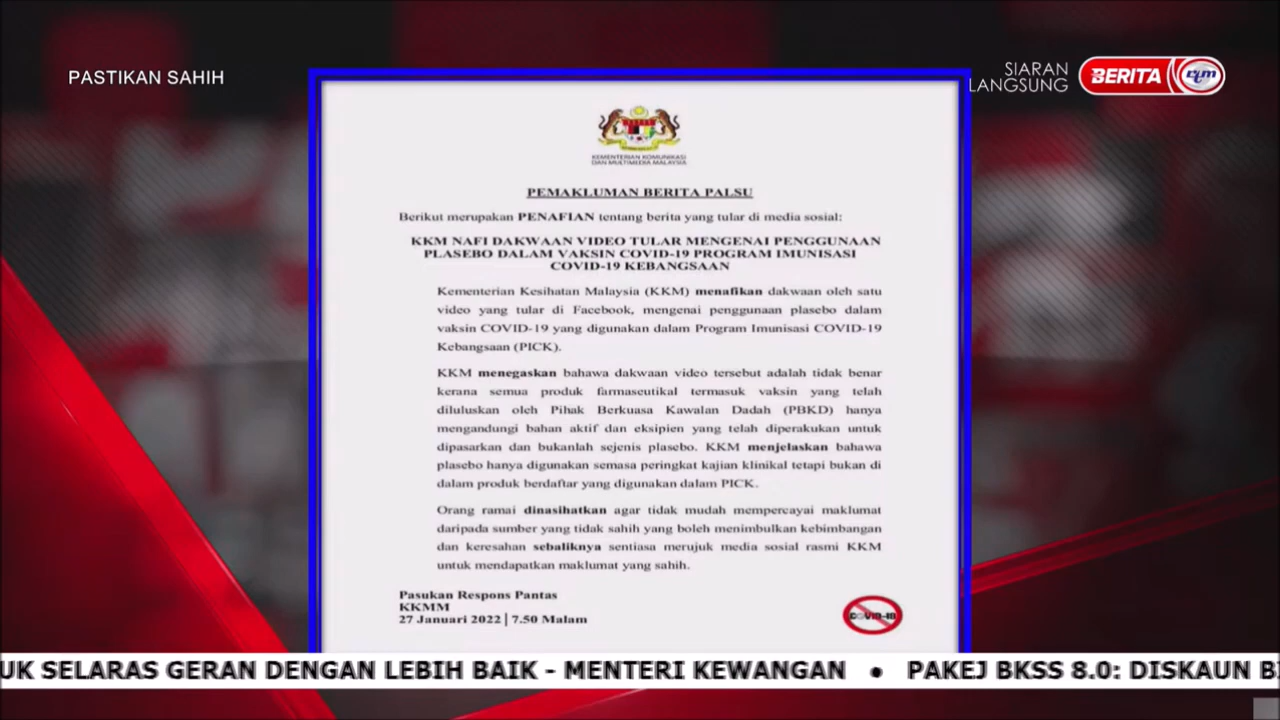 PASTIKAN SAHIH
SIARAN
LANGSUNG
BERITA rtm
KEMENTERIAN KOMUNIKASI
DAN MULTIMEDIA MALAYSIA
PEMAKLUMAN BERITA PALSU
Berikut merupakan PENAFIAN tentang berita yang tular di media sosial:
KKM NAFI DAKWAAN VIDEO TULAR MENGENAI PENGGUNAAN
PLASEBO DALAM VAKSIN COVID-19 PROGRAM IMUNISASI
COVID-19 KEBANGSAAN
Kementerian Kesihatan Malaysia (KKM) menafikan dakwaan oleh satu
video yang tular di Facebook, mengenai penggunaan plasebo dalam
vaksin COVID-19 yang digunakan dalam Program Imunisasi COVID-19
Kebangsaan (PICK).
KKM menegaskan bahawa dakwaan video tersebut adalah tidak benar
kerana semua produk farmaseutikal termasuk vaksin yang telah
diluluskan oleh Pihak Berkuasa Kawalan Dadah (PBKD) hanya
mengandungi bahan aktif dan eksipien yang telah diperakukan untuk
dipasarkan dan bukanlah sejenis plasebo. KKM menjelaskan bahawa
plasebo hanya digunakan semasa peringkat kajian klinikal tetapi bukan di
dalam produk berdaftar yang digunakan dalam PICK.
Orang ramai dinasihatkan agar tidak mudah mempercayai maklumat
daripada sumber yang tidak sahih yang boleh menimbulkan kebimbangan
dan keresahan sebaliknya sentiasa merujuk media sosial rasmi KKM
untuk mendapatkan maklumat yang sahih.
Pasukan Respons Pantas
KKMM
27 Januari 2022 | 7.50 Malam
COVID-19
UK SELARAS GERAN DENGAN LEBIH BAIK - MENTERI KEWANGAN ● PAKEJ BKSS 8.0: DISKAUN